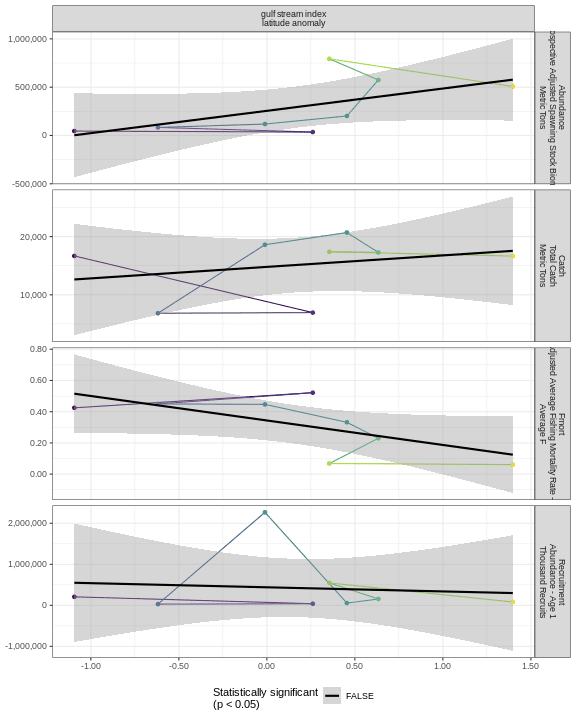 gulf stream index
latitude anomaly
1,000,000
500,000
0
-500,000
Abundance
Adjusted Spawning Stock
Metric Tons
20,000
10,000
Catch
Total Catch
Metric Tons
0.80
0.60
0.40
0.20
0.00
Fmort
Average Fishing Mortality Rate -
Average F
2,000,000
1,000,000
0
-1,000,000
Recruitment
Abundance - Age 1
Thousand Recruits
-1.00
-0.50
0.00
0.50
1.00
1.50
Statistically significant
(p < 0.05)
FALSE